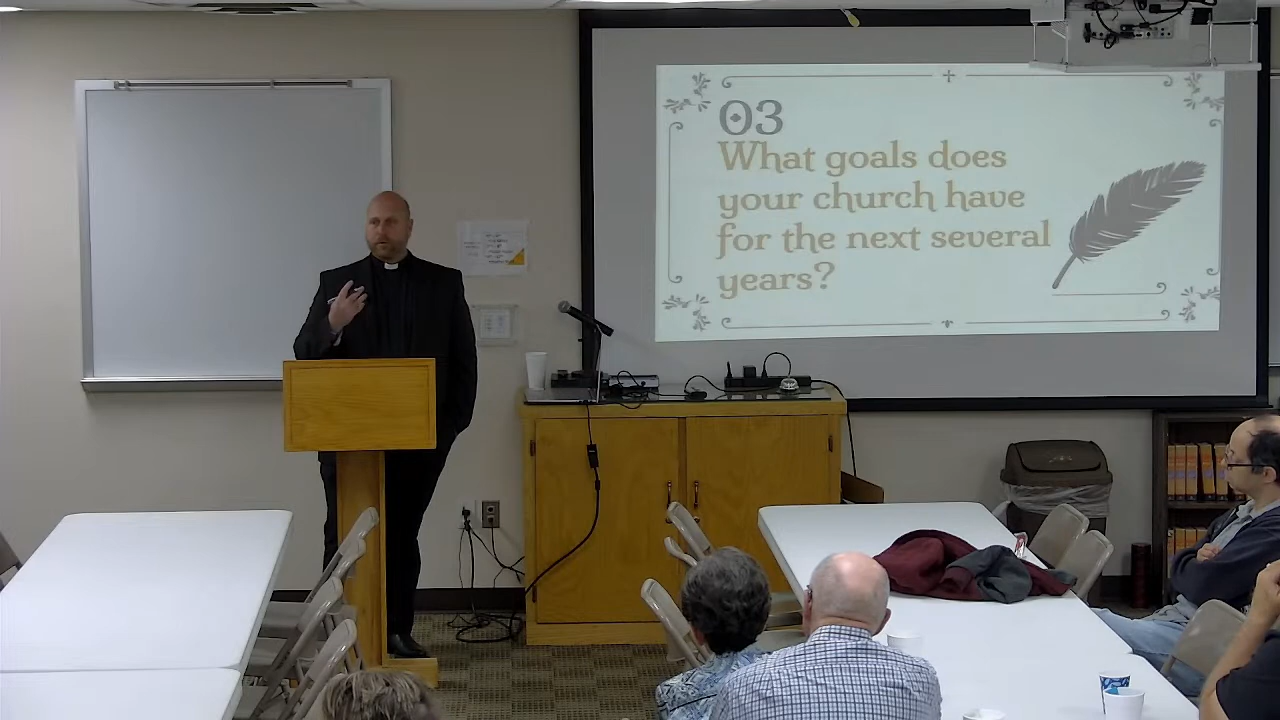 03
What goals does
your church have
for the next several
years?